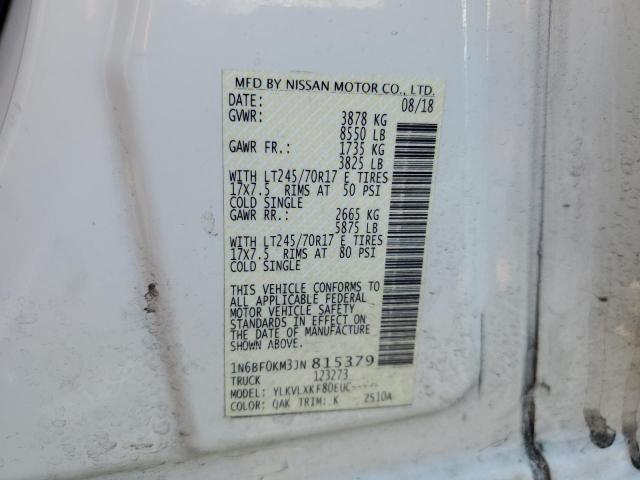 MFD BY NISSAN MOTOR CO., LTD.
DATE: 08/18
GVWR: 3878 KG
8550 LB
GAWR FR.: 1735 KG
3825 LB
WITH LT245/70R17 E TIRES
17X7.5 RIMS AT 50 PSI
COLD SINGLE
GAWR RR.: 2665 KG
5875 LB
WITH LT245/70R17 E TIRES
17X7.5 RIMS AT 80 PSI
COLD SINGLE
THIS VEHICLE CONFORMS TO
ALL APPLICABLE FEDERAL
MOTOR VEHICLE SAFETY
STANDARDS IN EFFECT ON
THE DATE OF MANUFACTURE
SHOWN ABOVE.
1N6BF0KM3JN 815379
TRUCK 123273
MODEL:
COLOR: QAK TRIM: K 2510A